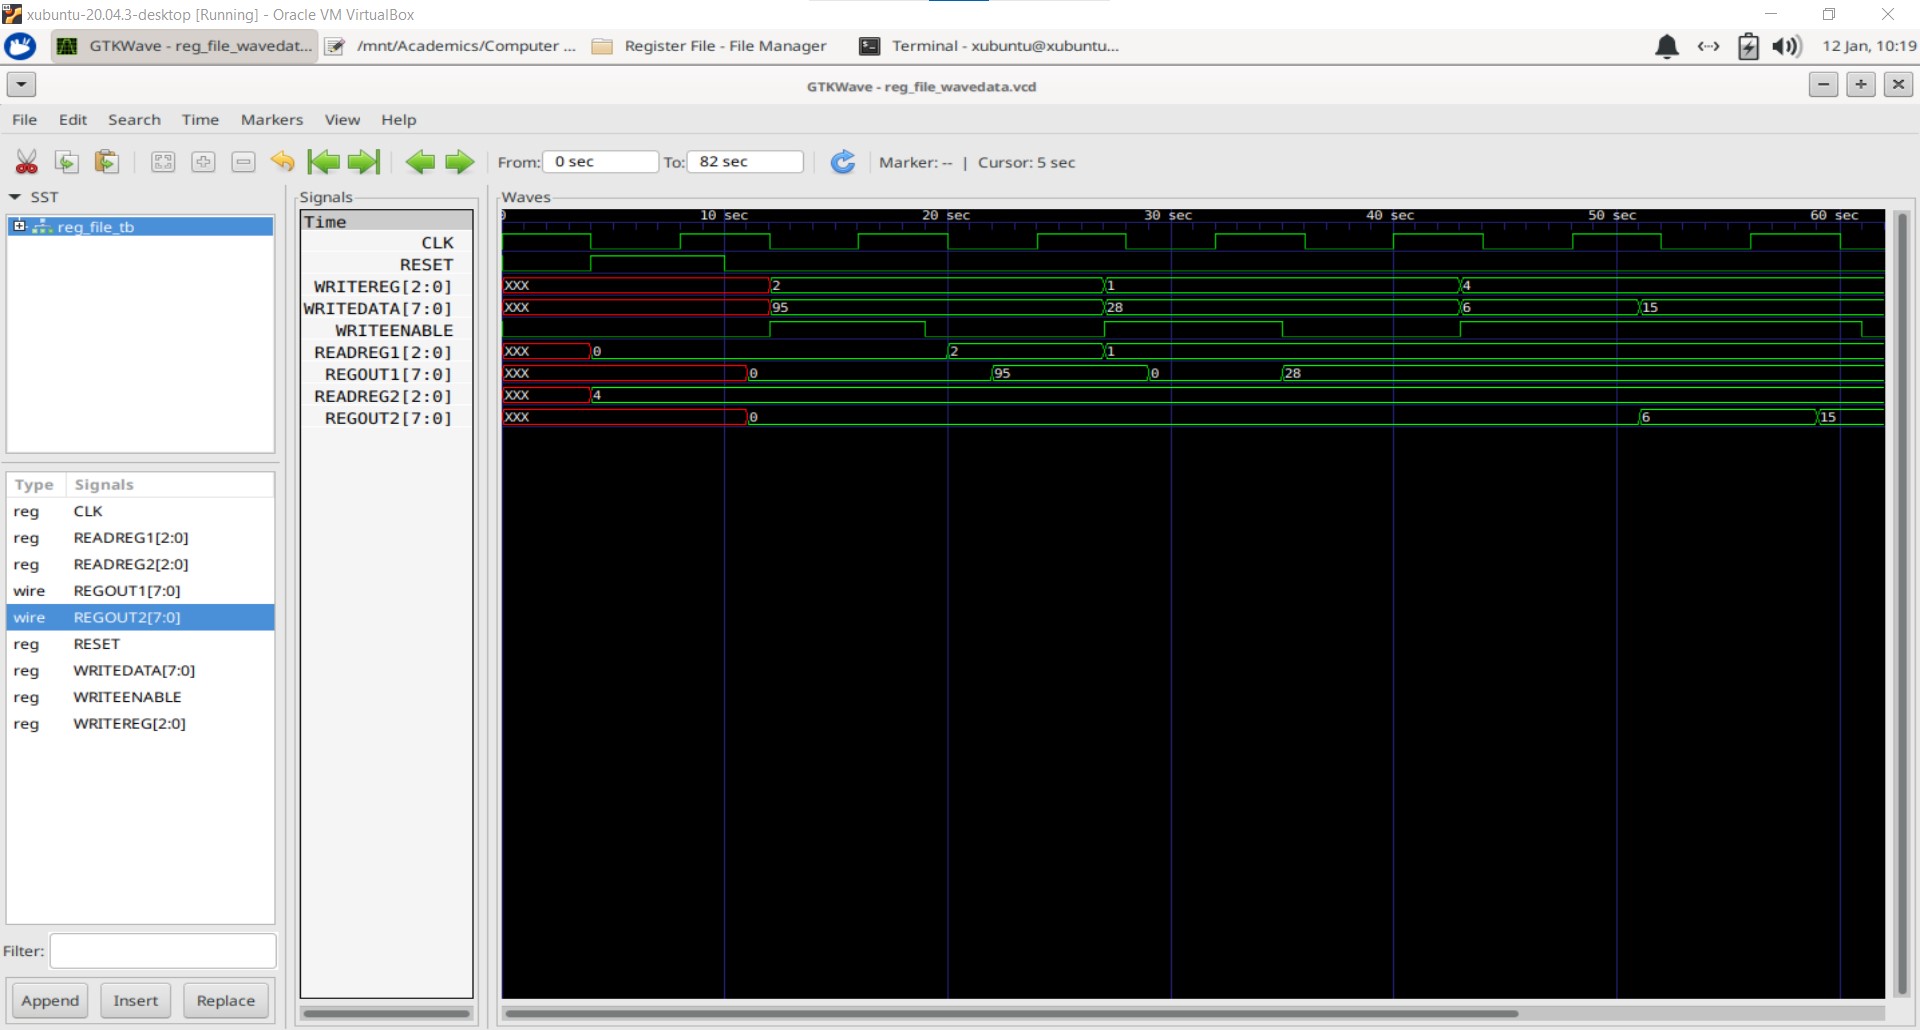 xubuntu-20.04.3-desktop [Running] - Oracle VM VirtualBox
GTKWave - reg_file_wavedat... /mnt/Academics/Computer ... Register File - File Manager Terminal - xubuntu@xubuntu... 12 Jan, 10:19
GTKWave - reg_file_wavedata.vcd
File Edit Search Time Markers View Help
From: 0 sec To: 82 sec Marker: -- | Cursor: 5 sec
SST
reg_file_tb
Type Signals
reg CLK
reg READREG1[2:0]
reg READREG2[2:0]
wire REGOUT1[7:0]
wire REGOUT2[7:0]
reg RESET
reg WRITEDATA[7:0]
reg WRITEENABLE
reg WRITEREG[2:0]
Filter:
Append Insert Replace
Signals
Time
CLK
RESET
WRITEREG[2:0]
WRITEDATA[7:0]
WRITEENABLE
READREG1[2:0]
REGOUT1[7:0]
READREG2[2:0]
REGOUT2[7:0]
Waves
0 10 sec 20 sec 30 sec 40 sec 50 sec 60 sec
XXX 2 1 4
XXX 95 28 6 15
XXX 0 2 1
XXX 0 95 0 28
XXX 4
XXX 0 6 15